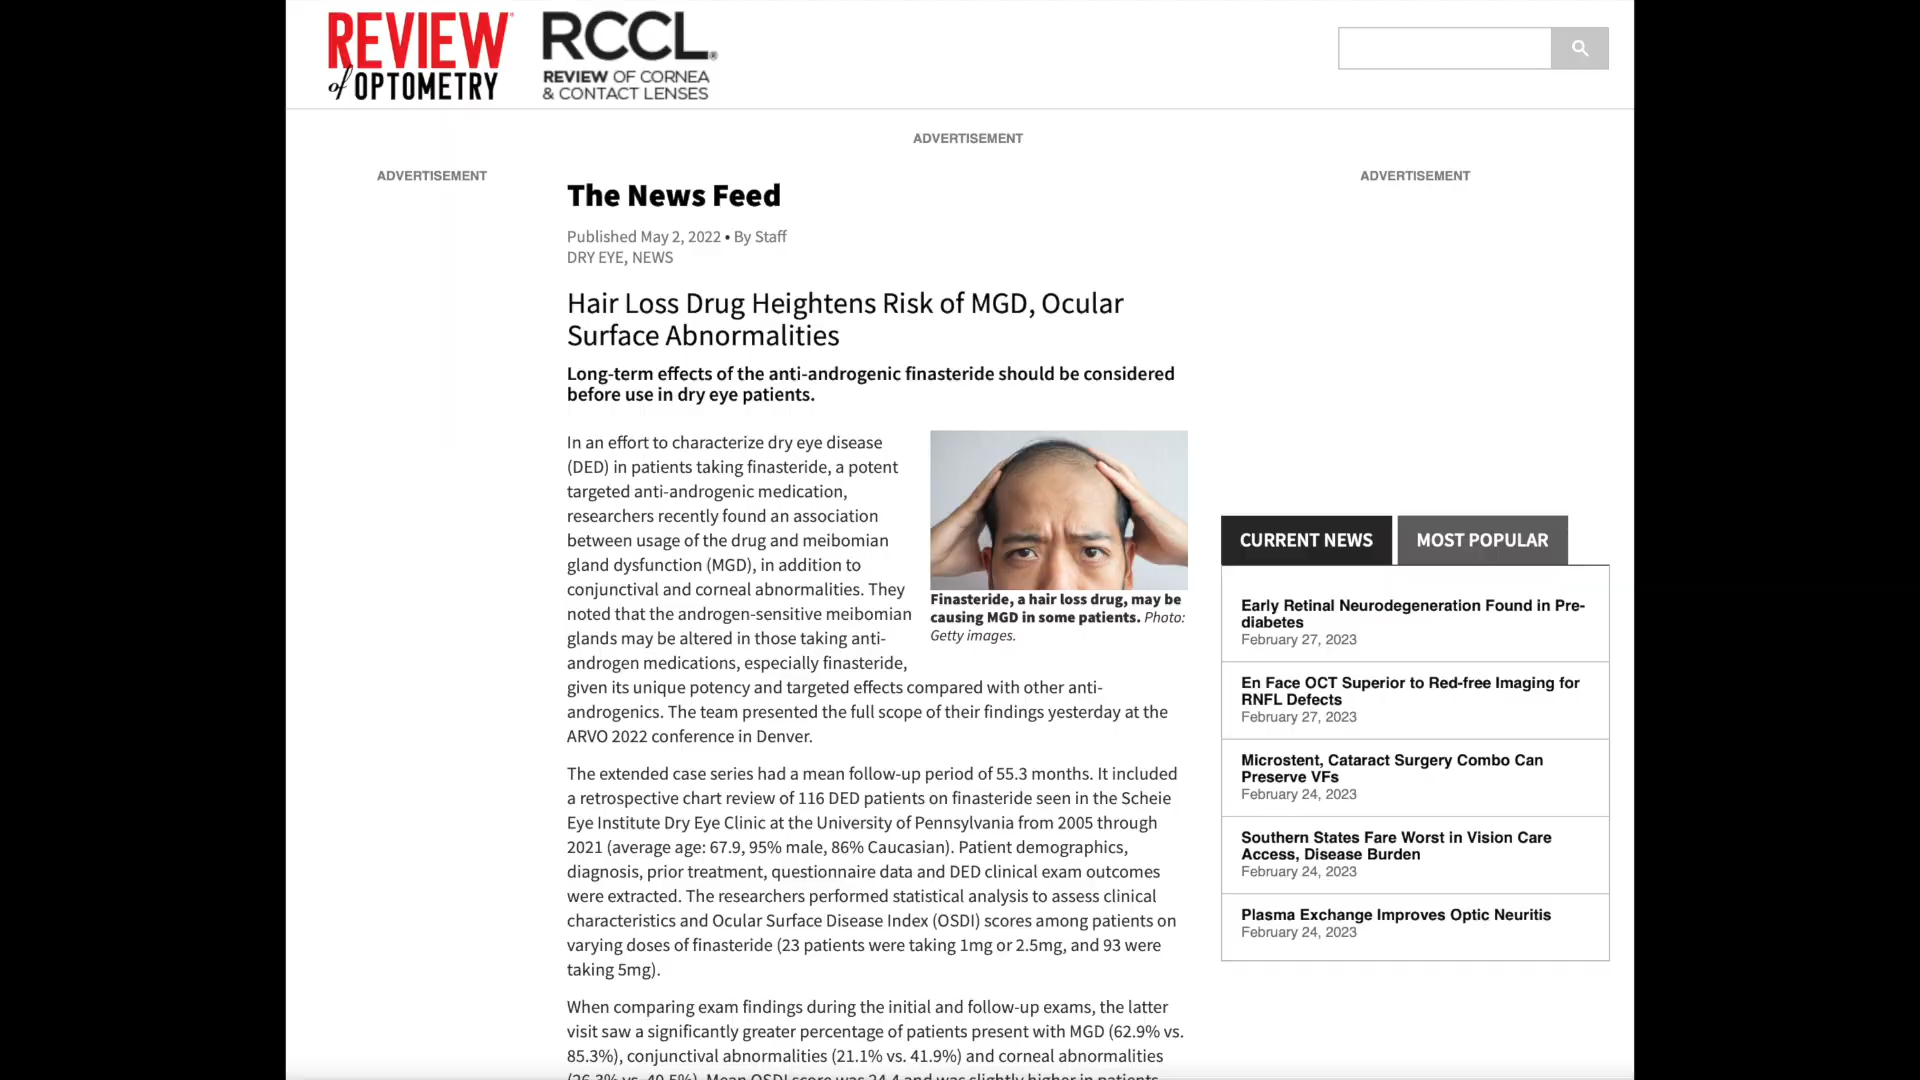 REVIEW
of OPTOMETRY
RCCL®
REVIEW OF CORNEA
& CONTACT LENSES
ADVERTISEMENT
ADVERTISEMENT
ADVERTISEMENT
The News Feed
Published May 2, 2022 • By Staff
DRY EYE, NEWS
Hair Loss Drug Heightens Risk of MGD, Ocular
Surface Abnormalities
Long-term effects of the anti-androgenic finasteride should be considered
before use in dry eye patients.
In an effort to characterize dry eye disease
(DED) in patients taking finasteride, a potent
targeted anti-androgenic medication,
researchers recently found an association
between usage of the drug and meibomian
gland dysfunction (MGD), in addition to
conjunctival and corneal abnormalities. They
noted that the androgen-sensitive meibomian
glands may be altered in those taking anti-
androgen medications, especially finasteride,
given its unique potency and targeted effects compared with other anti-
androgenics. The team presented the full scope of their findings yesterday at the
ARVO 2022 conference in Denver.
Finasteride, a hair loss drug, may be
causing MGD in some patients. Photo:
Getty images.
The extended case series had a mean follow-up period of 55.3 months. It included
a retrospective chart review of 116 DED patients on finasteride seen in the Scheie
Eye Institute Dry Eye Clinic at the University of Pennsylvania from 2005 through
2021 (average age: 67.9, 95% male, 86% Caucasian). Patient demographics,
diagnosis, prior treatment, questionnaire data and DED clinical exam outcomes
were extracted. The researchers performed statistical analysis to assess clinical
characteristics and Ocular Surface Disease Index (OSDI) scores among patients on
varying doses of finasteride (23 patients were taking 1mg or 2.5mg, and 93 were
taking 5mg).
When comparing exam findings during the initial and follow-up exams, the latter
visit saw a significantly greater percentage of patients present with MGD (62.9% vs.
85.3%), conjunctival abnormalities (21.1% vs. 41.9%) and corneal abnormalities
(26.3% vs. 40.5%). Mean OSDI score was 24.4 and was slightly higher in patients
CURRENT NEWS
MOST POPULAR
Early Retinal Neurodegeneration Found in Pre-
diabetes
February 27, 2023
En Face OCT Superior to Red-free Imaging for
RNFL Defects
February 27, 2023
Microstent, Cataract Surgery Combo Can
Preserve VFs
February 24, 2023
Southern States Fare Worst in Vision Care
Access, Disease Burden
February 24, 2023
Plasma Exchange Improves Optic Neuritis
February 24, 2023